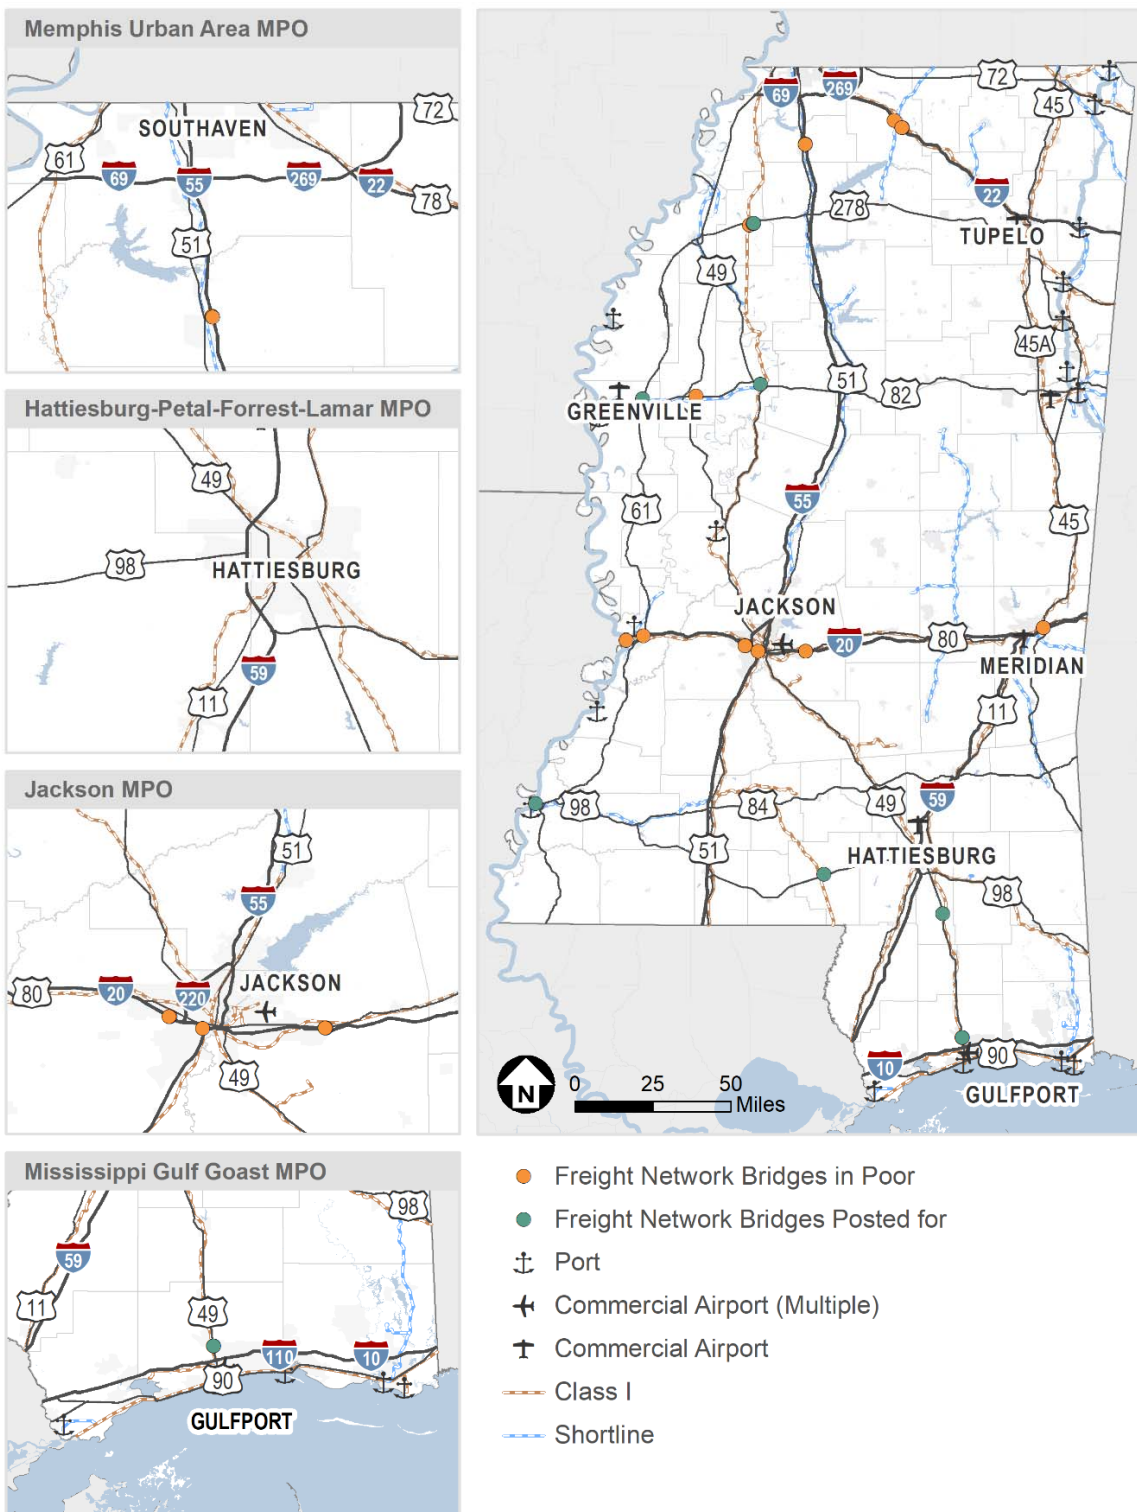 Memphis Urban Area MPO
72
SOUTHAVEN
61
69
55
269
22
78
51
Hattiesburg-Petal-Forrest-Lamar MPO
49
98
HATTIESBURG
59
11
Jackson MPO
51
55
JACKSON
80
20
220
49
Mississippi Gulf Goast MPO
98
59
11
49
110
10
90
GULFPORT
69
269
72
45
22
278
TUPELO
49
45A
51
82
GREENVILLE
55
61
45
JACKSON
20
80
MERIDIAN
11
59
98
84
49
51
HATTIESBURG
98
10
90
GULFPORT
N
0 25 50
Miles
Freight Network Bridges in Poor
Freight Network Bridges Posted for
Port
Commercial Airport (Multiple)
Commercial Airport
Class I
Shortline